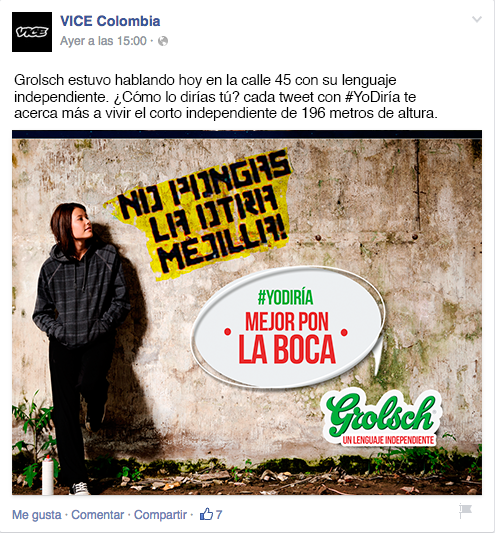 VICE
VICE Colombia
Ayer a las 15:00 ·
Grolsch estuvo hablando hoy en la calle 45 con su lenguaje
independiente. ¿Cómo lo dirías tú? cada tweet con #YoDiría te
acerca más a vivir el corto independiente de 196 metros de altura.
NO PONGAS
LA OTRA
MEJILLA!
#YODIRÍA
MEJOR PON
• LA BOCA •
Grolsch
UN LENGUAJE INDEPENDIENTE
Me gusta · Comentar · Compartir · 7